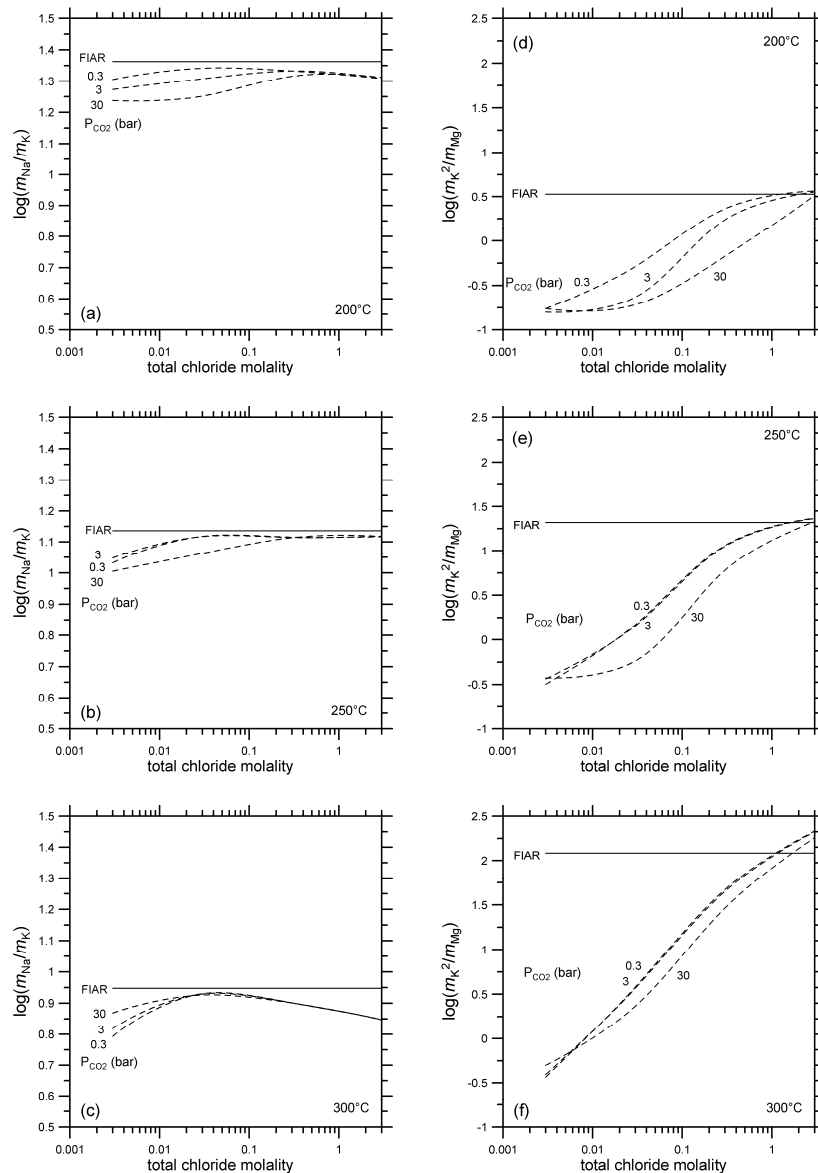 1.5
1.4
FIAR
1.3
0.3
3
1.2
30
P_CO2 (bar)
1.1
1
0.9
0.8
0.7
0.6
0.5
log(m_Na/m_K)
(a)
200°C
0.001
0.01
0.1
1
total chloride molality
2.5
(d)
200°C
2
1.5
1
0.5
FIAR
0
P_CO2 (bar)
0.3
3
30
-0.5
-1
log(m_K²/m_Mg)
0.001
0.01
0.1
1
total chloride molality
1.5
1.4
1.3
1.2
FIAR
1.1
3
0.3
1
30
P_CO2 (bar)
0.9
0.8
0.7
0.6
0.5
log(m_Na/m_K)
(b)
250°C
0.001
0.01
0.1
1
total chloride molality
2.5
(e)
250°C
2
1.5
FIAR
1
0.5
P_CO2 (bar)
0.3
3
30
0
-0.5
-1
log(m_K²/m_Mg)
0.001
0.01
0.1
1
total chloride molality
1.5
1.4
1.3
1.2
1.1
1
FIAR
0.9
30
3
0.8
0.3
P_CO2 (bar)
0.7
0.6
0.5
log(m_Na/m_K)
(c)
300°C
0.001
0.01
0.1
1
total chloride molality
2.5
2
FIAR
1.5
1
P_CO2 (bar)
0.3
3
30
0.5
0
-0.5
-1
log(m_K²/m_Mg)
(f)
300°C
0.001
0.01
0.1
1
total chloride molality